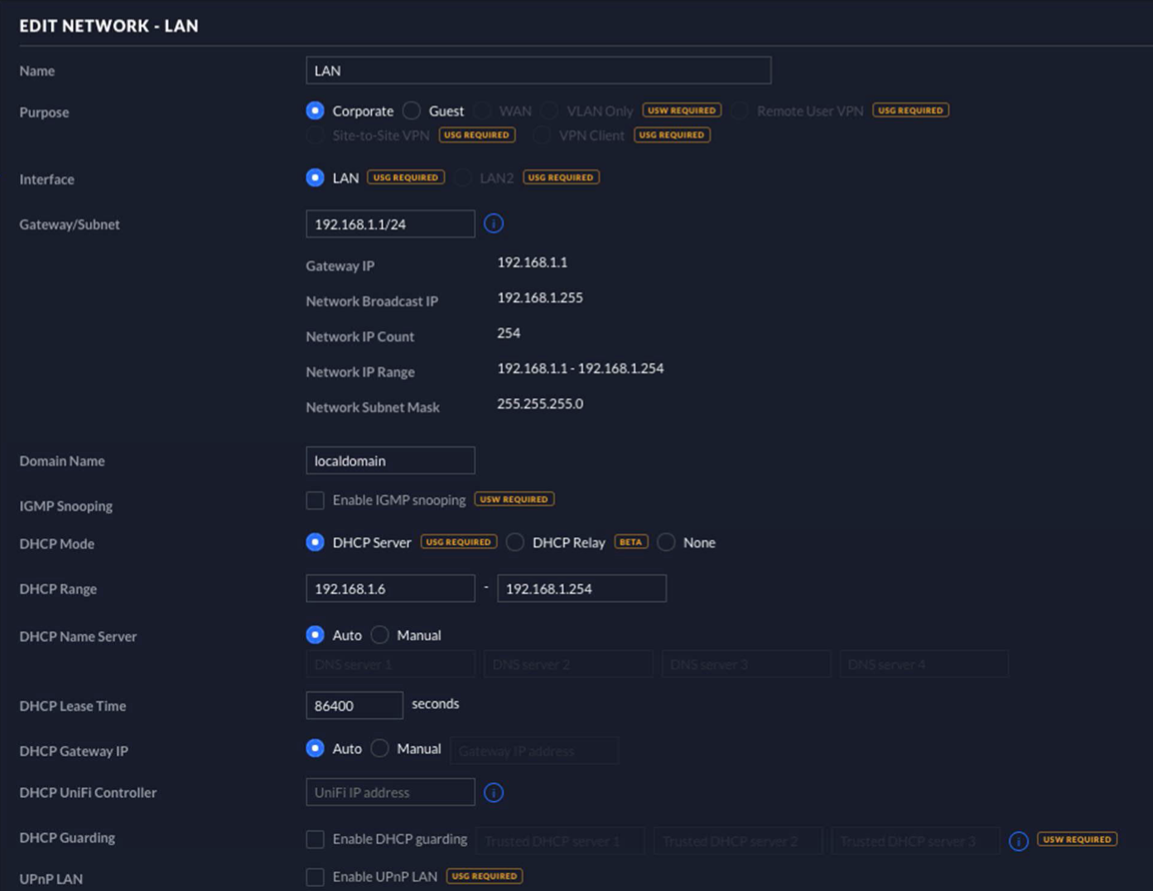 EDIT NETWORK - LAN
Name LAN
Purpose Corporate Guest WAN VLAN Only USW REQUIRED Remote User VPN USG REQUIRED
Site-to-Site VPN USG REQUIRED VPN Client USG REQUIRED
Interface LAN USG REQUIRED LAN2 USG REQUIRED
Gateway/Subnet 192.168.1.1/24
Gateway IP 192.168.1.1
Network Broadcast IP 192.168.1.255
Network IP Count 254
Network IP Range 192.168.1.1 - 192.168.1.254
Network Subnet Mask 255.255.255.0
Domain Name localdomain
IGMP Snooping Enable IGMP snooping USW REQUIRED
DHCP Mode DHCP Server USG REQUIRED DHCP Relay BETA None
DHCP Range 192.168.1.6 - 192.168.1.254
DHCP Name Server Auto Manual
DNS server 1 DNS server 2 DNS server 3 DNS server 4
DHCP Lease Time 86400 seconds
DHCP Gateway IP Auto Manual Gateway IP address
DHCP UniFi Controller UniFi IP address
DHCP Guarding Enable DHCP guarding Trusted DHCP server 1 Trusted DHCP server 2 Trusted DHCP server 3 USW REQUIRED
UPnP LAN Enable UPnP LAN USG REQUIRED